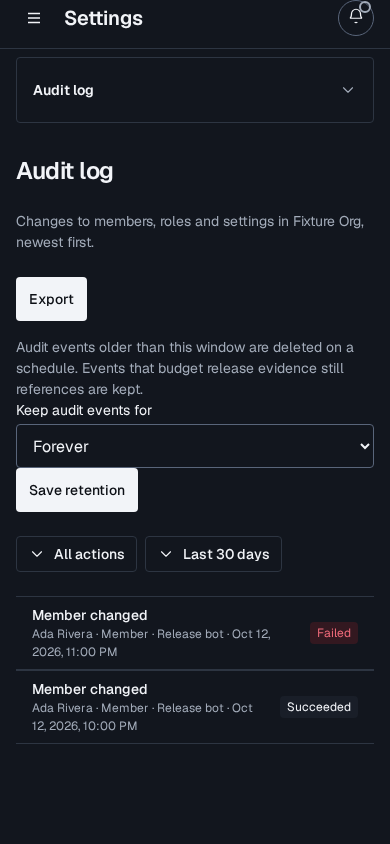 Settings
Audit log
Audit log
Changes to members, roles and settings in Fixture Org,
newest first.
Export
Audit events older than this window are deleted on a
schedule. Events that budget release evidence still
references are kept.
Keep audit events for
Forever
Save retention
All actions
Last 30 days
Member changed
Ada Rivera · Member · Release bot · Oct 12,
2026, 11:00 PM
Failed
Member changed
Ada Rivera · Member · Release bot · Oct
12, 2026, 10:00 PM
Succeeded